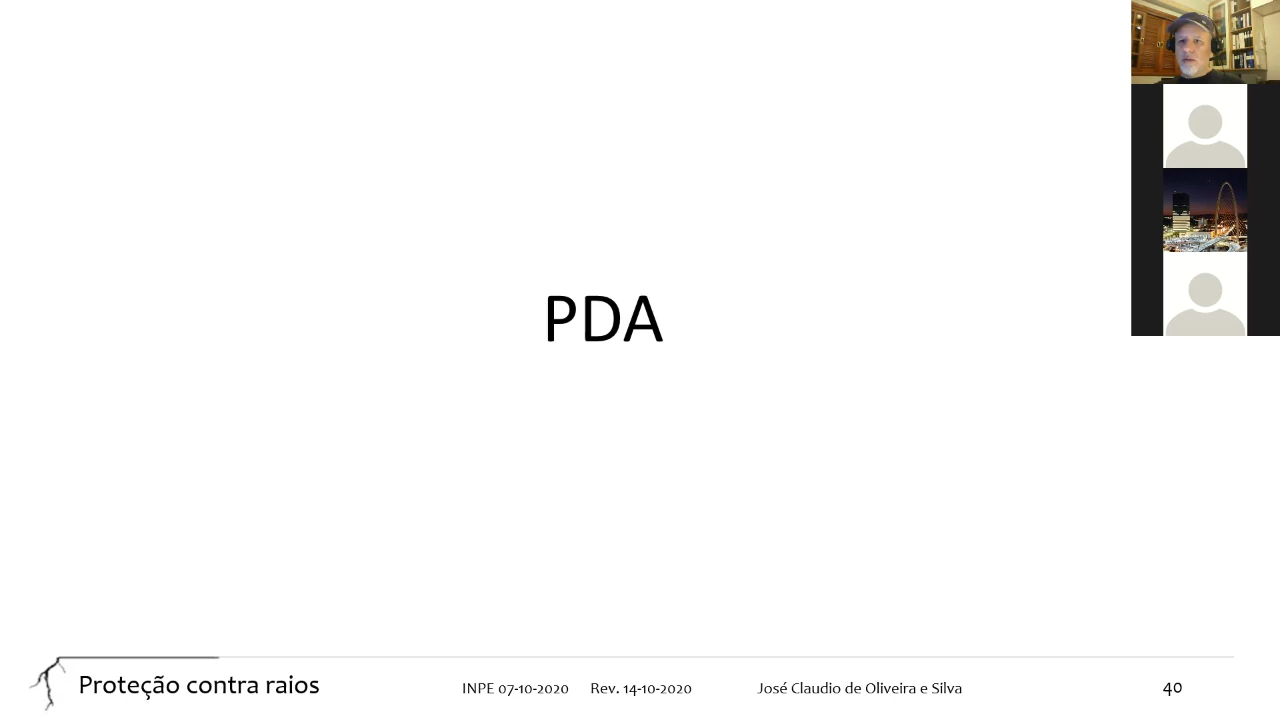 PDA
Proteção contra raios
INPE 07-10-2020 Rev. 14-10-2020 José Claudio de Oliveira e Silva 40